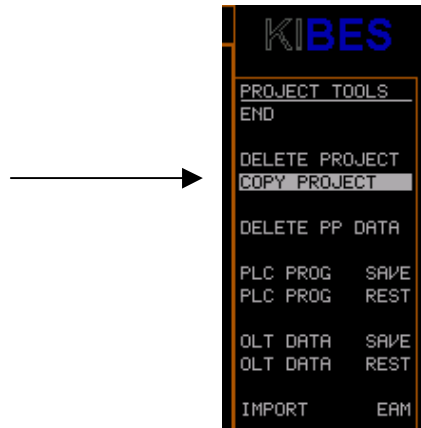 KIBES
PROJECT TOOLS
END
DELETE PROJECT
COPY PROJECT
DELETE PP DATA
PLC PROG SAVE
PLC PROG REST
OLT DATA SAVE
OLT DATA REST
IMPORT EAM